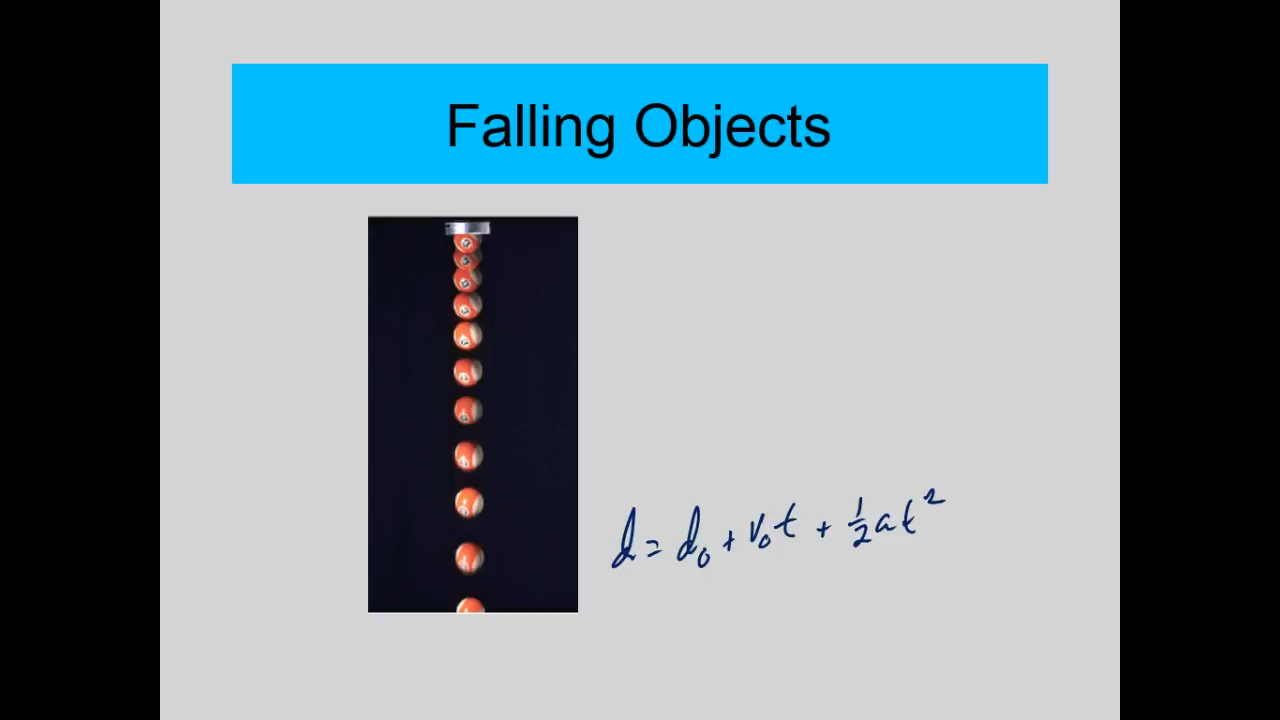 Falling Objects
d = d₀ + v₀t + ½at²